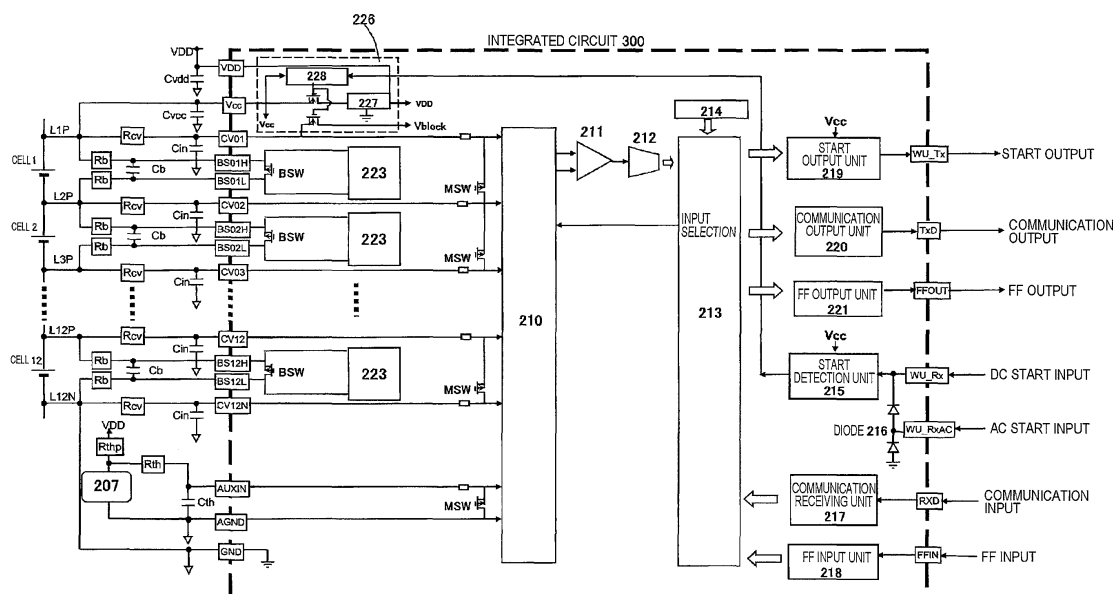 226
INTEGRATED CIRCUIT 300
VDD
VDD
Cvdd
228
227
VDD
Vcc
Cvcc
Vcc
Vblock
214
L1P
Rcv
Cin
CV01
CELL 1
Rb
Cb
BS01H
BSW
223
Rb
BS01L
MSW
L2P
Rcv
Cin
CV02
CELL 2
Rb
Cb
BS02H
BSW
223
Rb
BS02L
MSW
L3P
Rcv
Cin
CV03
L12P
Rcv
Cin
CV12
CELL 12
Rb
Cb
BS12H
BSW
223
Rb
BS12L
MSW
L12N
Rcv
Cin
CV12N
VDD
Rthp
Rth
207
Cth
AUXIN
MSW
AGND
GND
210
211
212
INPUT
SELECTION
213
Vcc
START
OUTPUT UNIT
219
WU_Tx
START OUTPUT
COMMUNICATION
OUTPUT UNIT
220
TxD
COMMUNICATION
OUTPUT
FF OUTPUT UNIT
221
FFOUT
FF OUTPUT
Vcc
START
DETECTION UNIT
215
WU_Rx
DC START INPUT
DIODE 216
WU_RxAC
AC START INPUT
COMMUNICATION
RECEIVING UNIT
217
RXD
COMMUNICATION
INPUT
FF INPUT UNIT
218
FFIN
FF INPUT